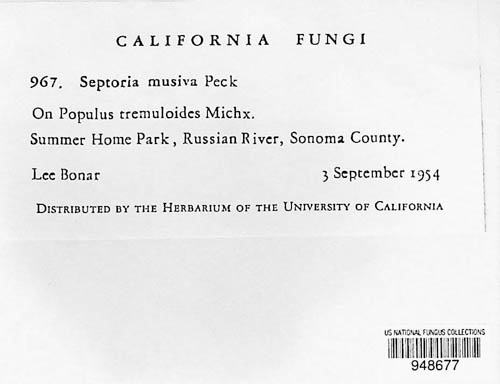 CALIFORNIA FUNGI
967. Septoria musiva Peck
On Populus tremuloides Michx.
Summer Home Park, Russian River, Sonoma County.
Lee Bonar 3 September 1954
DISTRIBUTED BY THE HERBARIUM OF THE UNIVERSITY OF CALIFORNIA
US NATIONAL FUNGUS COLLECTIONS
948677